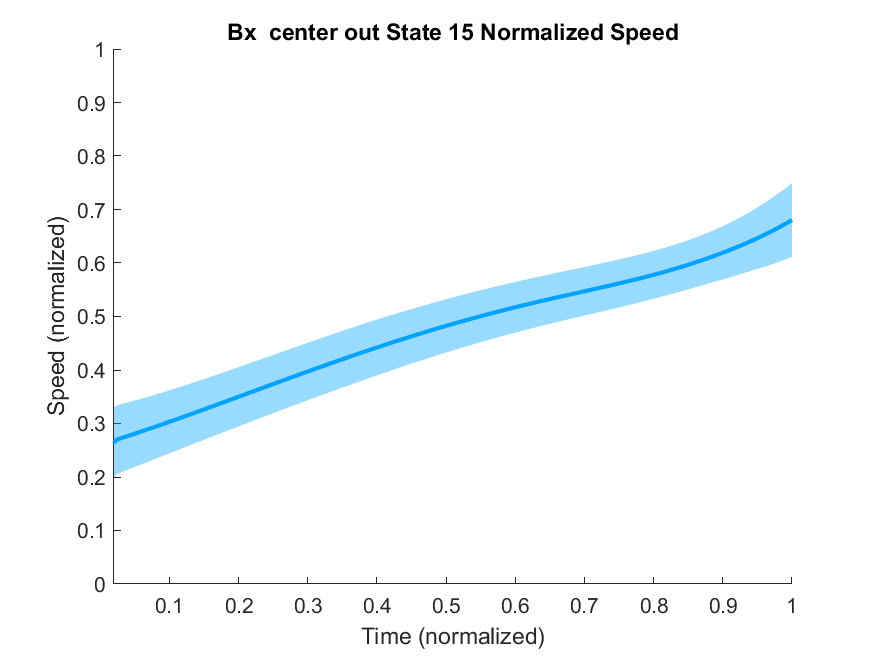 Bx  center out State 15 Normalized Speed
1
0.9
0.8
0.7
0.6
0.5
0.4
0.3
0.2
0.1
0
Speed (normalized)
0.1 0.2 0.3 0.4 0.5 0.6 0.7 0.8 0.9 1
Time (normalized)